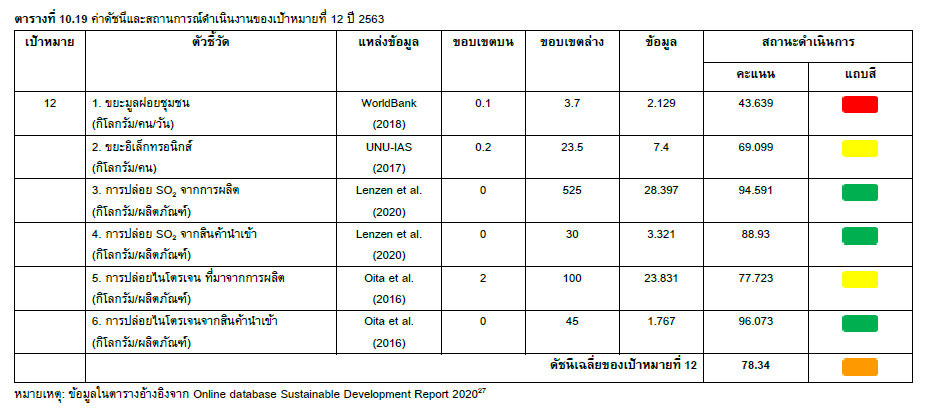 ตารางที่ 10.19 ค่าดัชนีและสถานการณ์ดำเนินงานของเป้าหมายที่ 12 ปี 2563
เป้าหมาย ตัวชี้วัด แหล่งข้อมูล ขอบเขตบน ขอบเขตล่าง ข้อมูล สถานะดำเนินการ
คะแนน แถบสี
12 1. ขยะมูลฝอยชุมชน WorldBank 0.1 3.7 2.129 43.639
(กิโลกรัม/คน/วัน) (2018)
2. ขยะอิเล็กทรอนิกส์ UNU-IAS 0.2 23.5 7.4 69.099
(กิโลกรัม/คน) (2017)
3. การปล่อย SO₂ จากการผลิต Lenzen et al. 0 525 28.397 94.591
(กิโลกรัม/ผลิตภัณฑ์) (2020)
4. การปล่อย SO₂ จากสินค้านำเข้า Lenzen et al. 0 30 3.321 88.93
(กิโลกรัม/ผลิตภัณฑ์) (2020)
5. การปล่อยไนโตรเจน ที่มาจากการผลิต Oita et al. 2 100 23.831 77.723
(กิโลกรัม/ผลิตภัณฑ์) (2016)
6. การปล่อยไนโตรเจนจากสินค้านำเข้า Oita et al. 0 45 1.767 96.073
(กิโลกรัม/ผลิตภัณฑ์) (2016)
ดัชนีเฉลี่ยของเป้าหมายที่ 12 78.34
หมายเหตุ: ข้อมูลในตารางอ้างอิงจาก Online database Sustainable Development Report 2020²⁷